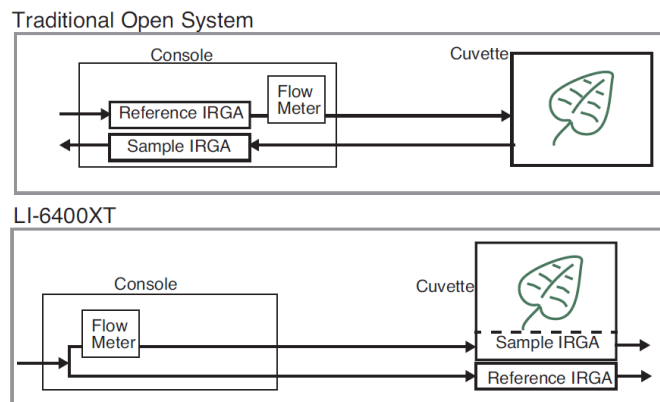 Traditional Open System
Console
Cuvette
Flow
Meter
Reference IRGA
Sample IRGA
LI-6400XT
Console
Cuvette
Flow
Meter
Sample IRGA
Reference IRGA